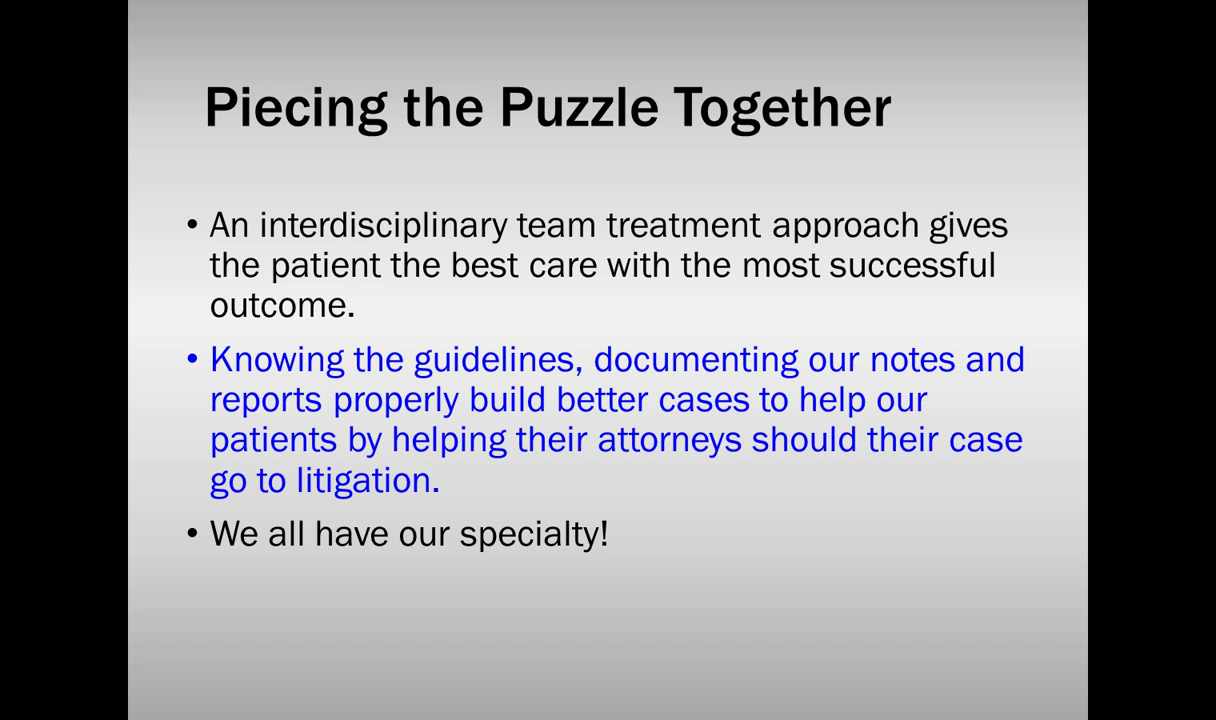 Piecing the Puzzle Together
• An interdisciplinary team treatment approach gives
the patient the best care with the most successful
outcome.
• Knowing the guidelines, documenting our notes and
reports properly build better cases to help our
patients by helping their attorneys should their case
go to litigation.
• We all have our specialty!